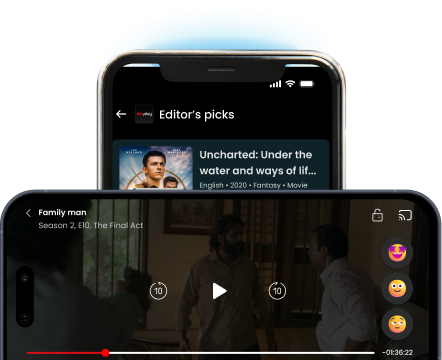 Editor's picks
Uncharted: Under the
water and ways of lif...
English • 2020 • Fantasy • Movie
Family man
Season 2, E10, The Final Act
10
10
-01:36:22